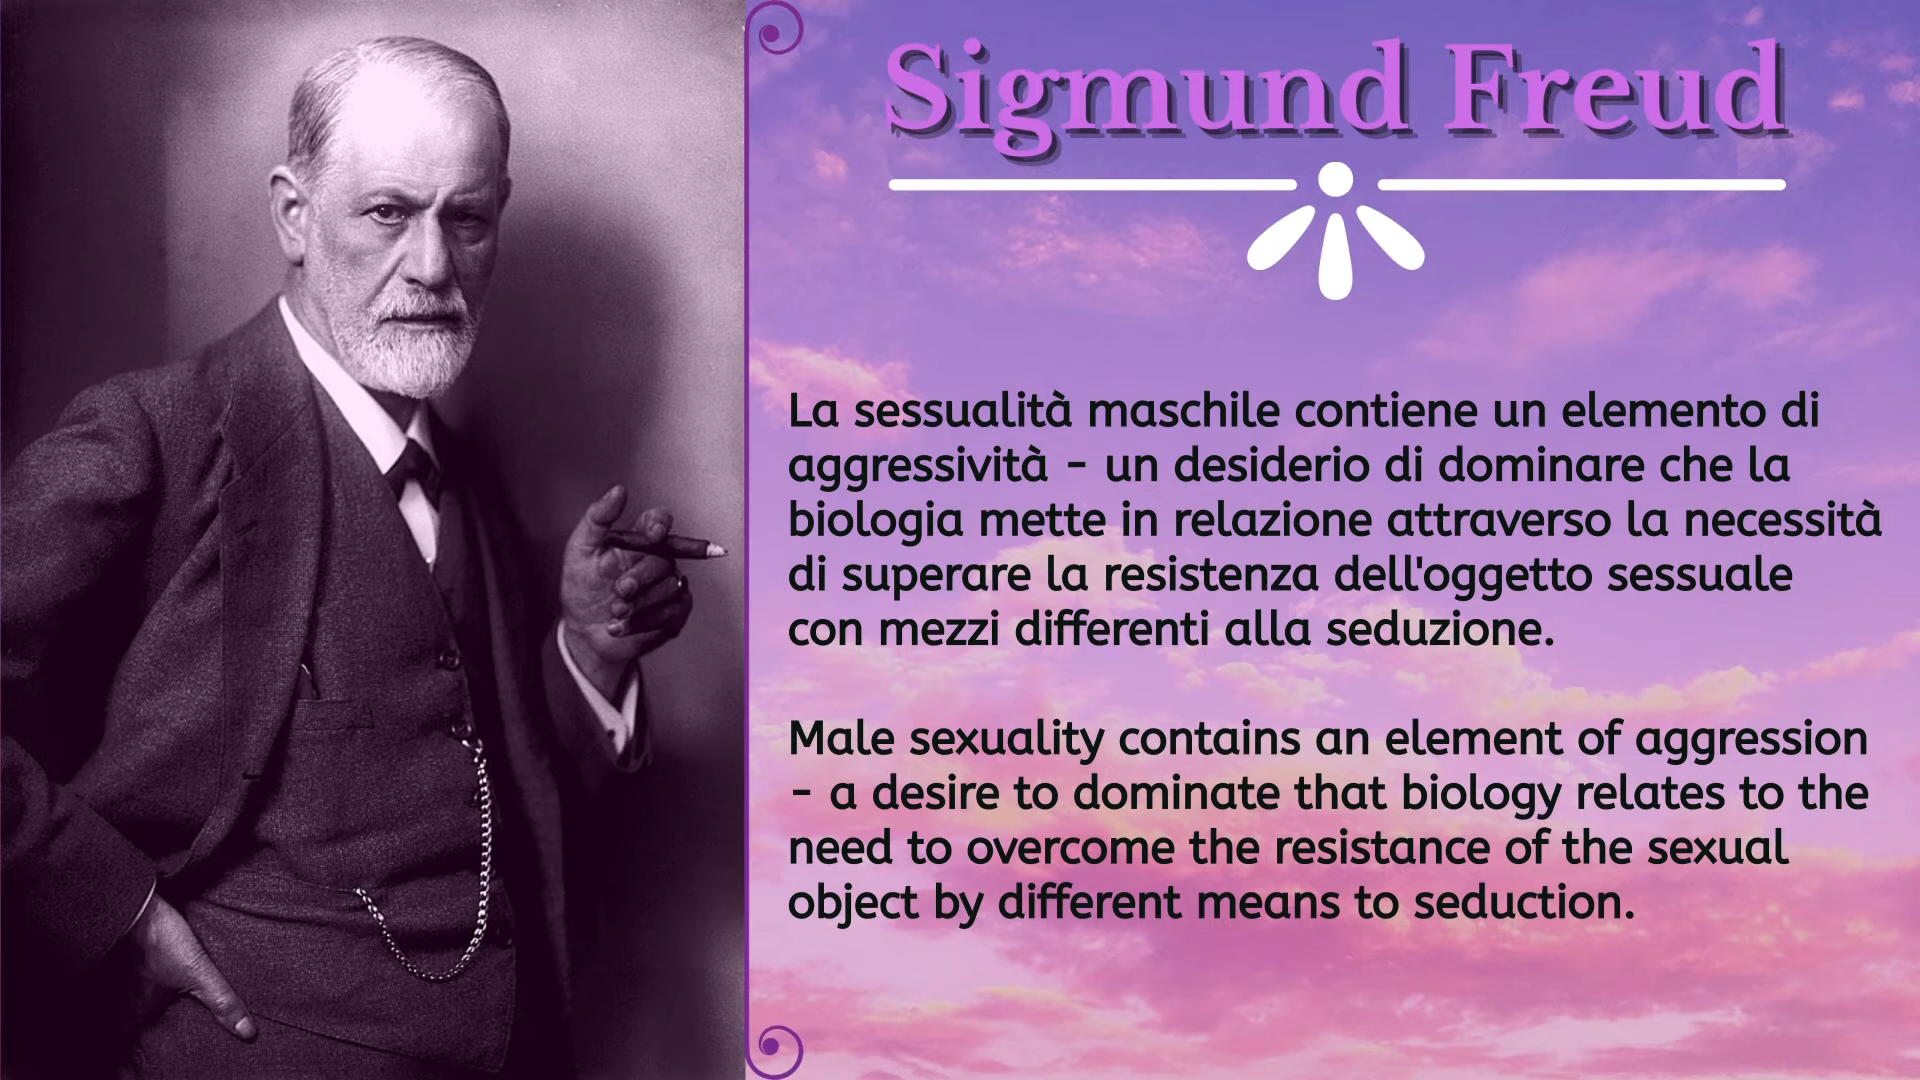 Sigmund Freud
La sessualità maschile contiene un elemento di
aggressività - un desiderio di dominare che la
biologia mette in relazione attraverso la necessità
di superare la resistenza dell'oggetto sessuale
con mezzi differenti alla seduzione.
Male sexuality contains an element of aggression
- a desire to dominate that biology relates to the
need to overcome the resistance of the sexual
object by different means to seduction.